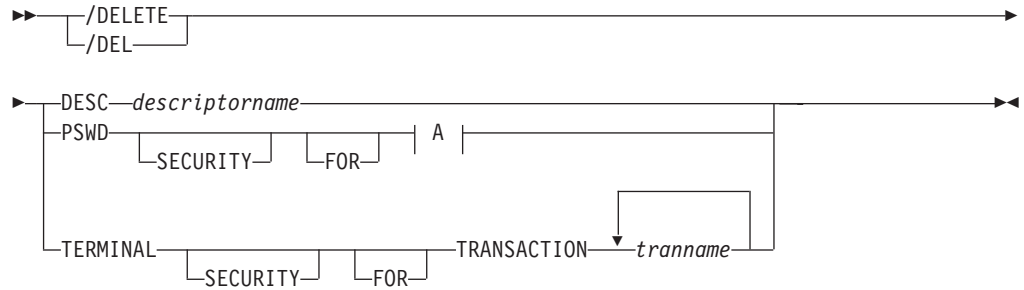 /DELETE
/DEL
DESC descriptorname
PSWD A
SECURITY FOR
TERMINAL TRANSACTION tranname
SECURITY FOR